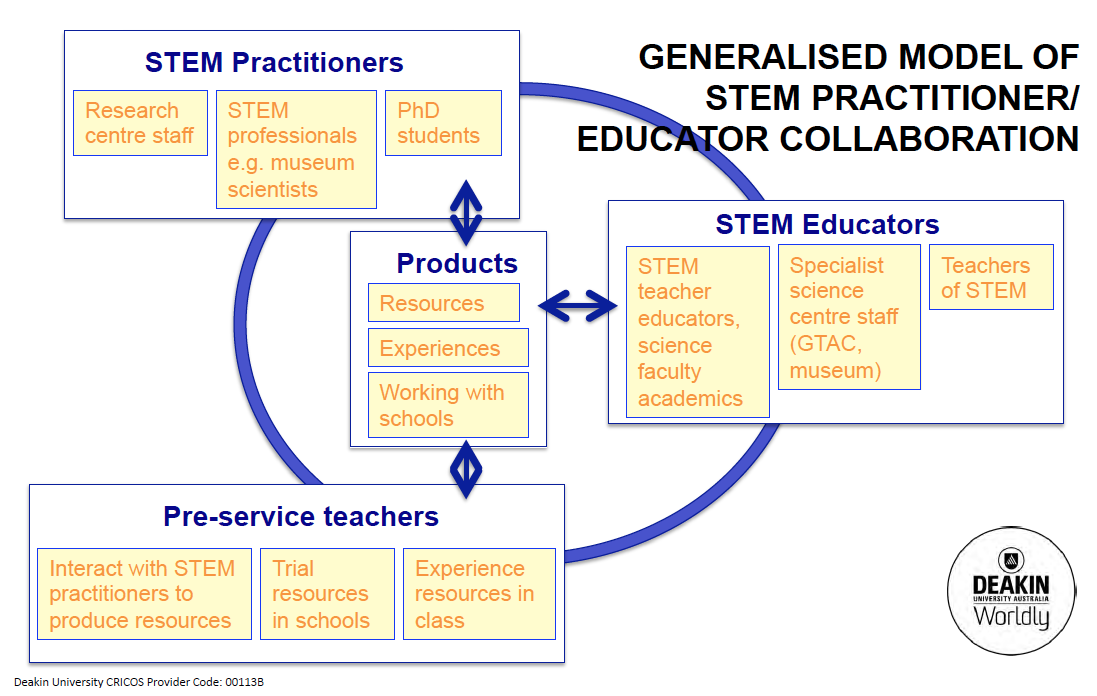 GENERALISED MODEL OF
STEM PRACTITIONER/
EDUCATOR COLLABORATION
STEM Practitioners
Research
centre staff
STEM
professionals
e.g. museum
scientists
PhD
students
STEM Educators
STEM
teacher
educators,
science
faculty
academics
Specialist
science
centre staff
(GTAC,
museum)
Teachers
of STEM
Products
Resources
Experiences
Working with
schools
Pre-service teachers
Interact with STEM
practitioners to
produce resources
Trial
resources
in schools
Experience
resources in
class
DEAKIN
UNIVERSITY AUSTRALIA
Worldly
Deakin University CRICOS Provider Code: 00113B